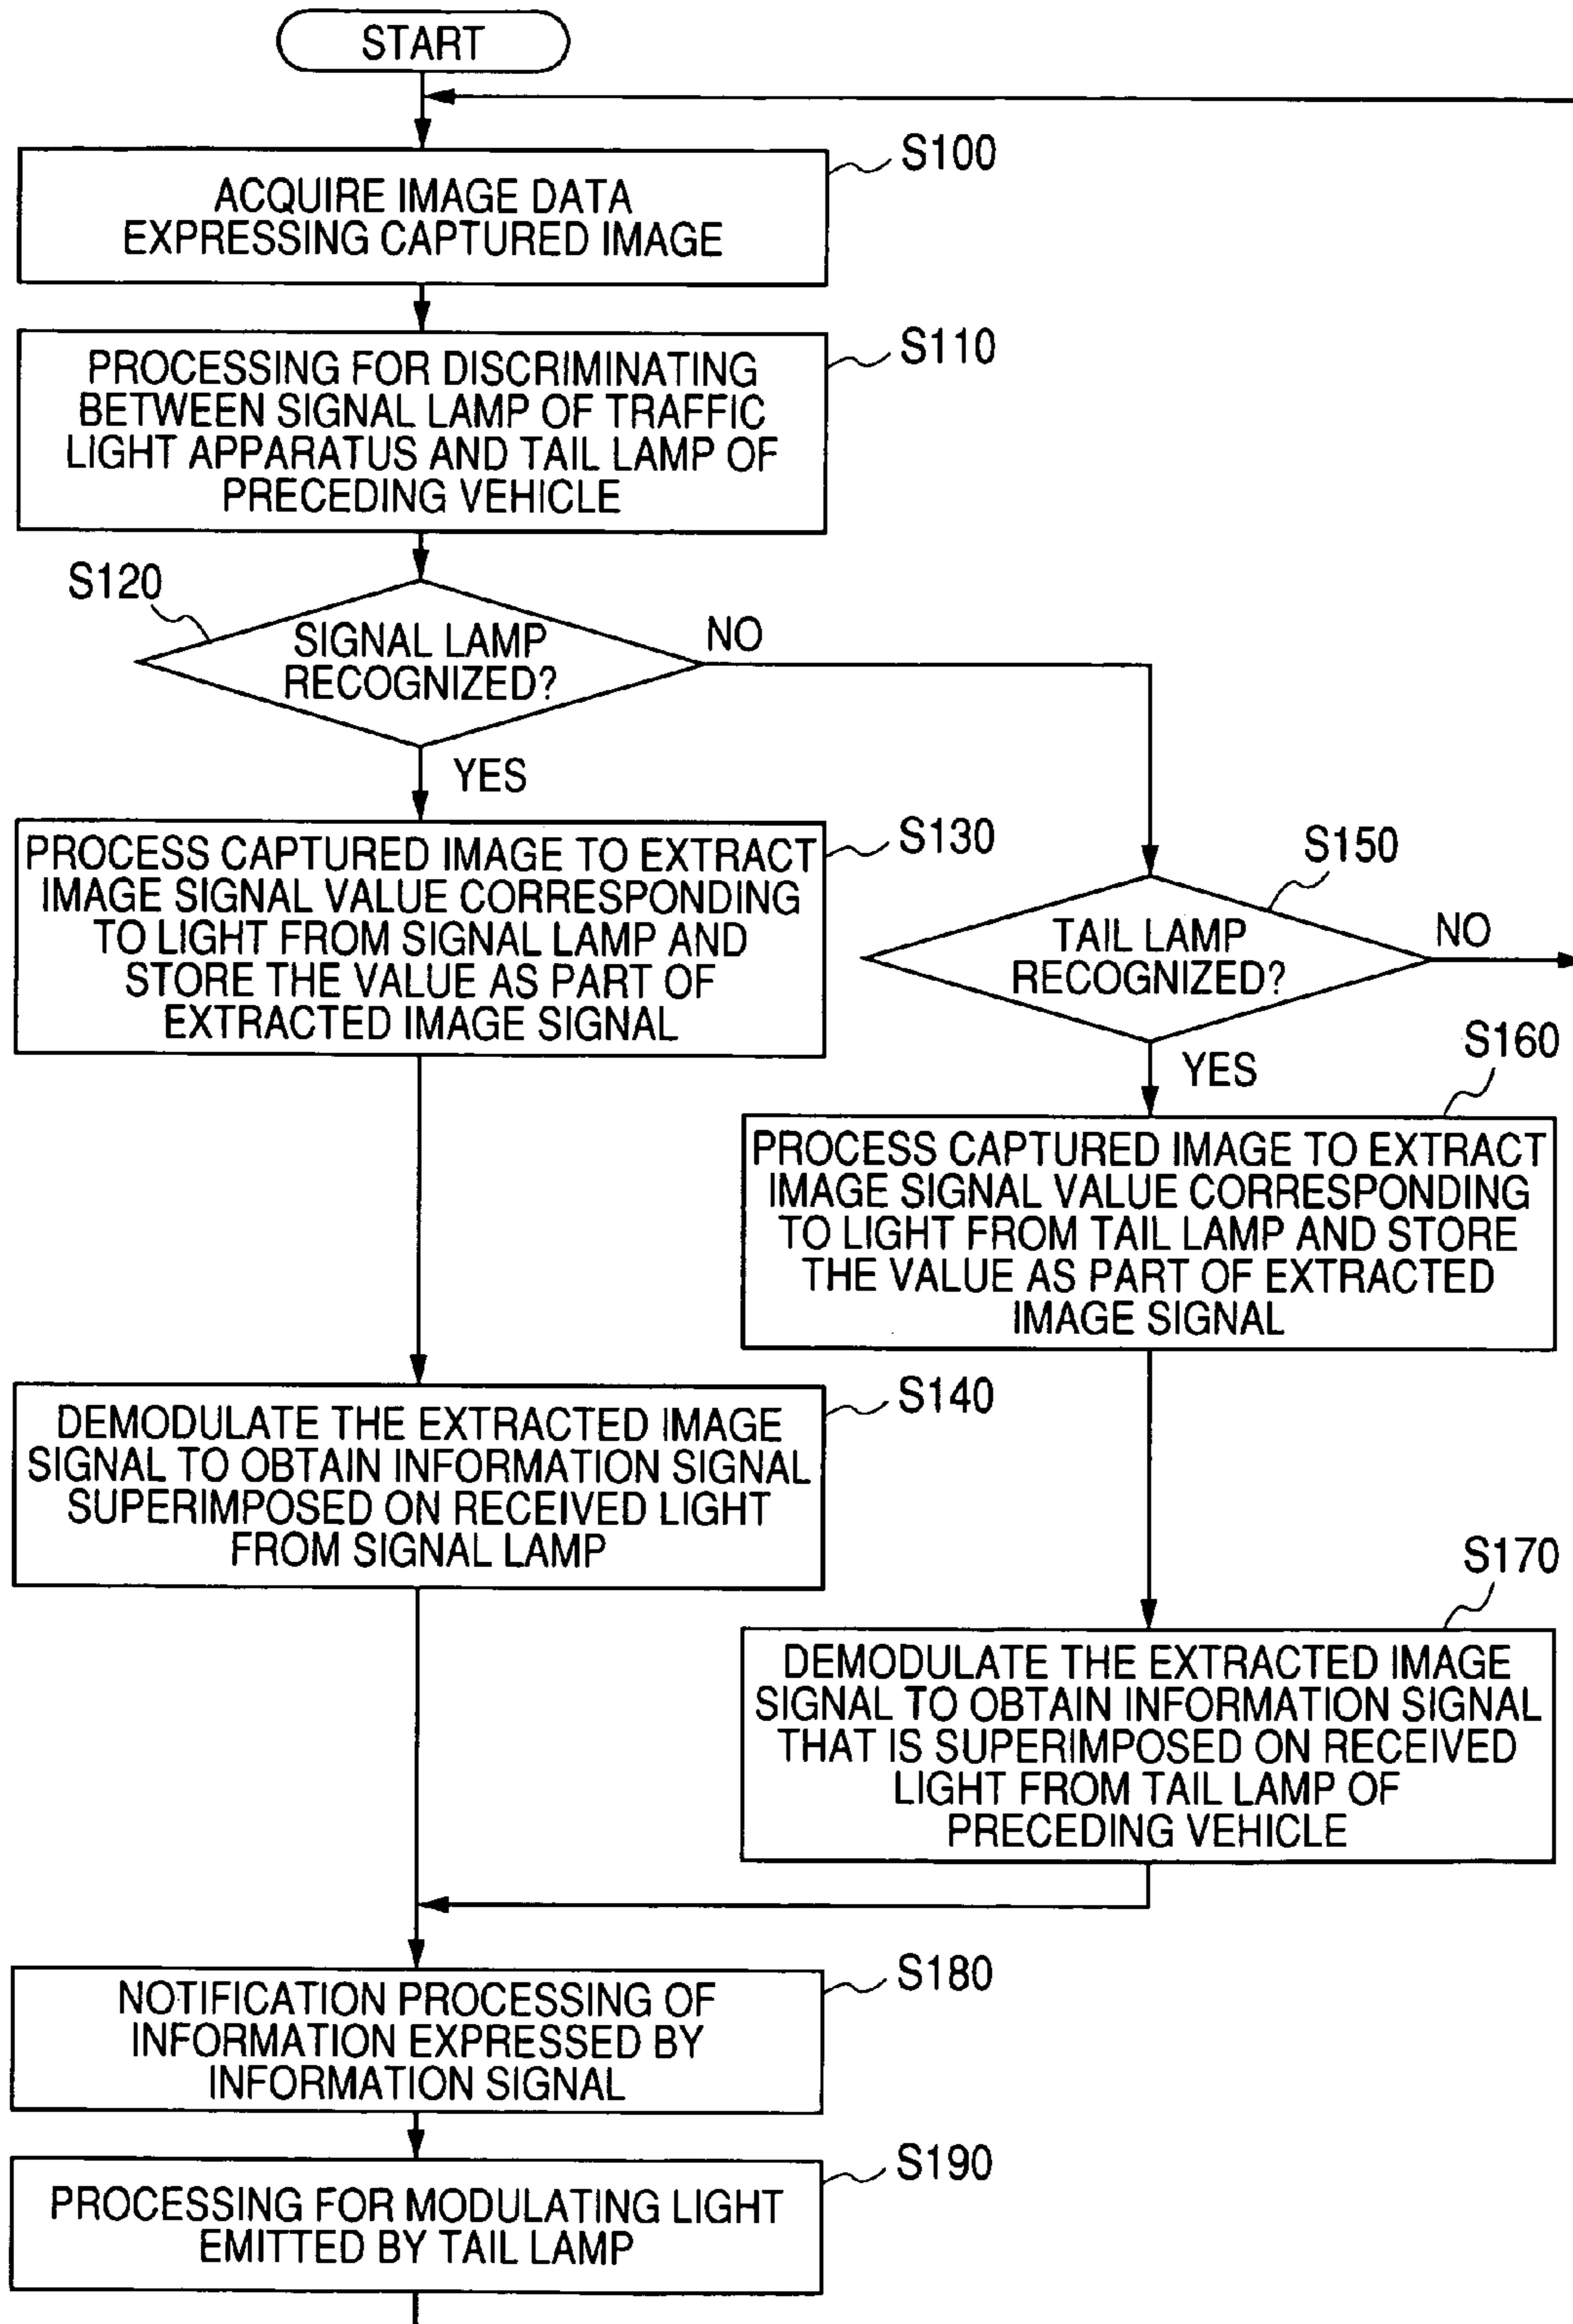 START
S100
ACQUIRE IMAGE DATA
EXPRESSING CAPTURED IMAGE
S110
PROCESSING FOR DISCRIMINATING
BETWEEN SIGNAL LAMP OF TRAFFIC
LIGHT APPARATUS AND TAIL LAMP OF
PRECEDING VEHICLE
S120
SIGNAL LAMP
RECOGNIZED?
NO
YES
S130
PROCESS CAPTURED IMAGE TO EXTRACT
IMAGE SIGNAL VALUE CORRESPONDING
TO LIGHT FROM SIGNAL LAMP AND
STORE THE VALUE AS PART OF
EXTRACTED IMAGE SIGNAL
S150
TAIL LAMP
RECOGNIZED?
NO
YES
S160
PROCESS CAPTURED IMAGE TO EXTRACT
IMAGE SIGNAL VALUE CORRESPONDING
TO LIGHT FROM TAIL LAMP AND STORE
THE VALUE AS PART OF EXTRACTED
IMAGE SIGNAL
S140
DEMODULATE THE EXTRACTED IMAGE
SIGNAL TO OBTAIN INFORMATION SIGNAL
SUPERIMPOSED ON RECEIVED LIGHT
FROM SIGNAL LAMP
S170
DEMODULATE THE EXTRACTED IMAGE
SIGNAL TO OBTAIN INFORMATION SIGNAL
THAT IS SUPERIMPOSED ON RECEIVED
LIGHT FROM TAIL LAMP OF
PRECEDING VEHICLE
S180
NOTIFICATION PROCESSING OF
INFORMATION EXPRESSED BY
INFORMATION SIGNAL
S190
PROCESSING FOR MODULATING LIGHT
EMITTED BY TAIL LAMP